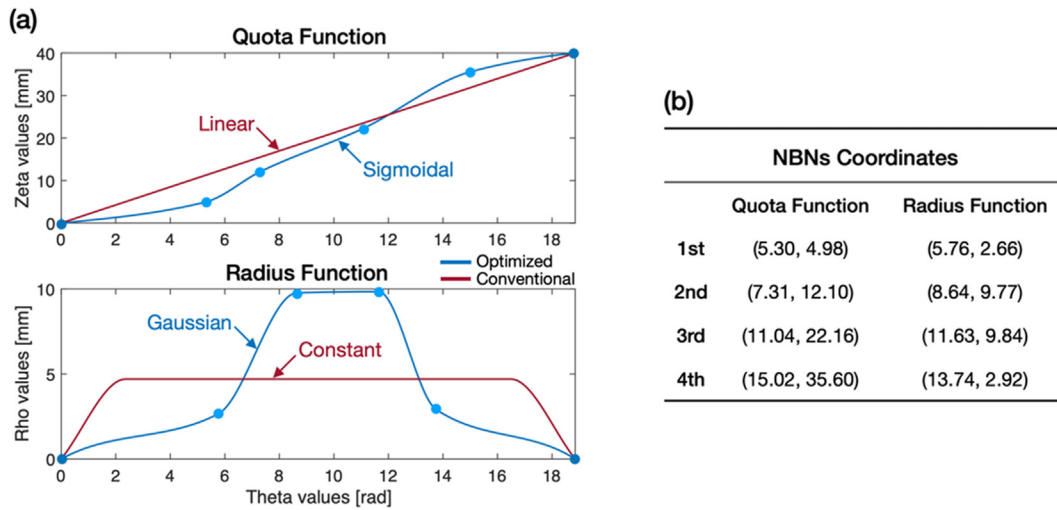 (a)
Quota Function
Zeta values [mm]
40
30
20
10
0
Linear
Sigmoidal
0 2 4 6 8 10 12 14 16 18
Optimized
Conventional
Radius Function
Rho values [mm]
10
5
0
Gaussian
Constant
0 2 4 6 8 10 12 14 16 18
Theta values [rad]
(b)
NBNs Coordinates
Quota Function Radius Function
1st (5.30, 4.98) (5.76, 2.66)
2nd (7.31, 12.10) (8.64, 9.77)
3rd (11.04, 22.16) (11.63, 9.84)
4th (15.02, 35.60) (13.74, 2.92)